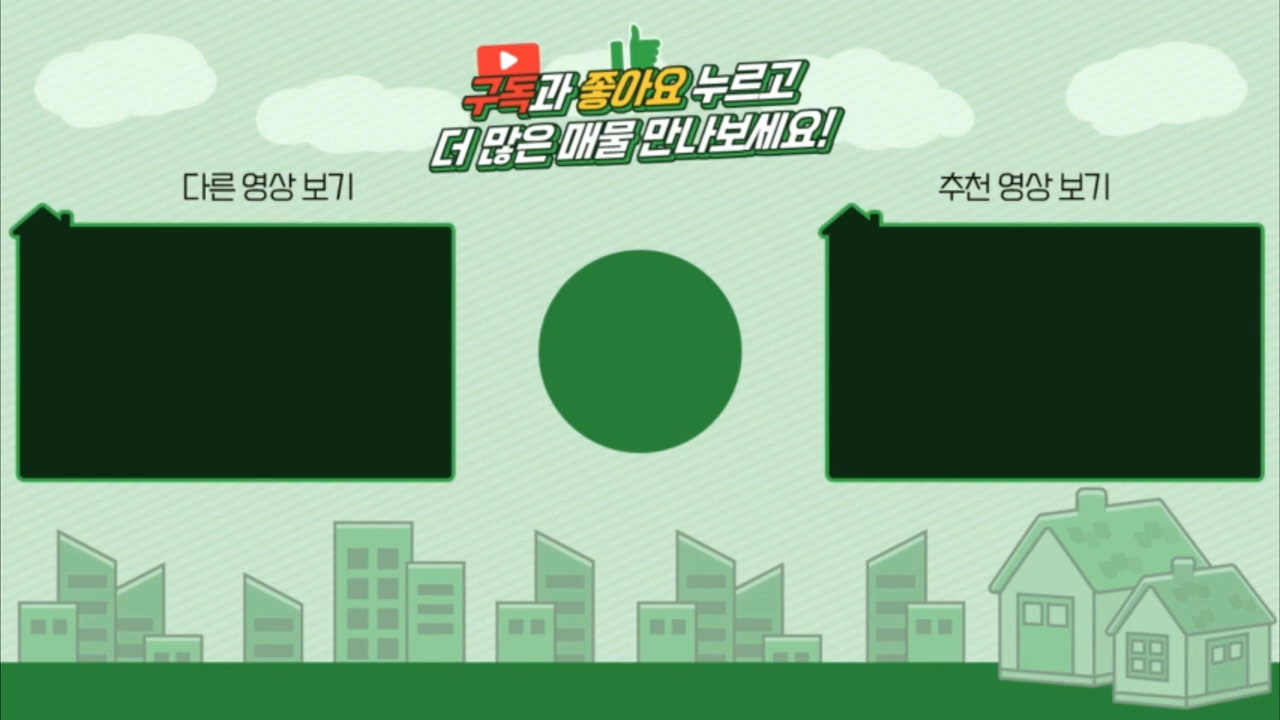 구독과 좋아요 누르고
더 많은 매물 만나보세요!
다른 영상 보기
추천 영상 보기